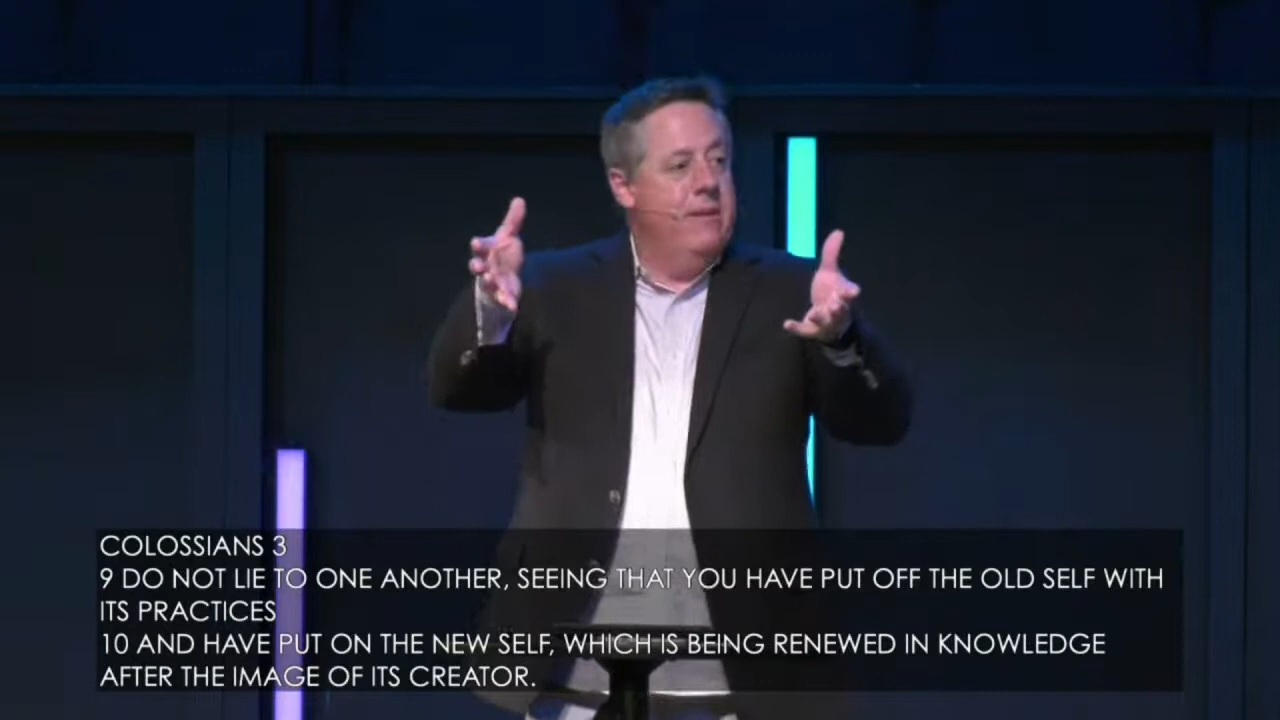 COLOSSIANS 3
9 DO NOT LIE TO ONE ANOTHER, SEEING THAT YOU HAVE PUT OFF THE OLD SELF WITH
ITS PRACTICES
10 AND HAVE PUT ON THE NEW SELF, WHICH IS BEING RENEWED IN KNOWLEDGE
AFTER THE IMAGE OF ITS CREATOR.